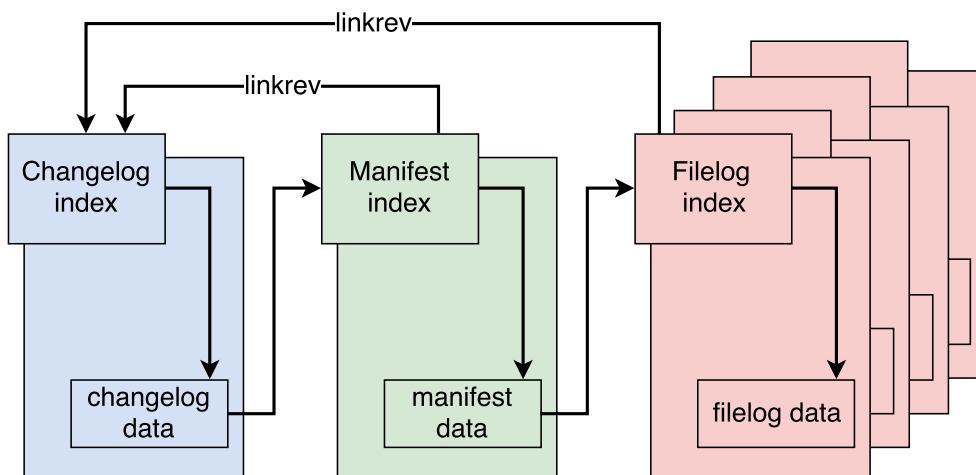 linkrev
linkrev
Changelog
index
Manifest
index
Filelog
index
changelog
data
manifest
data
filelog data